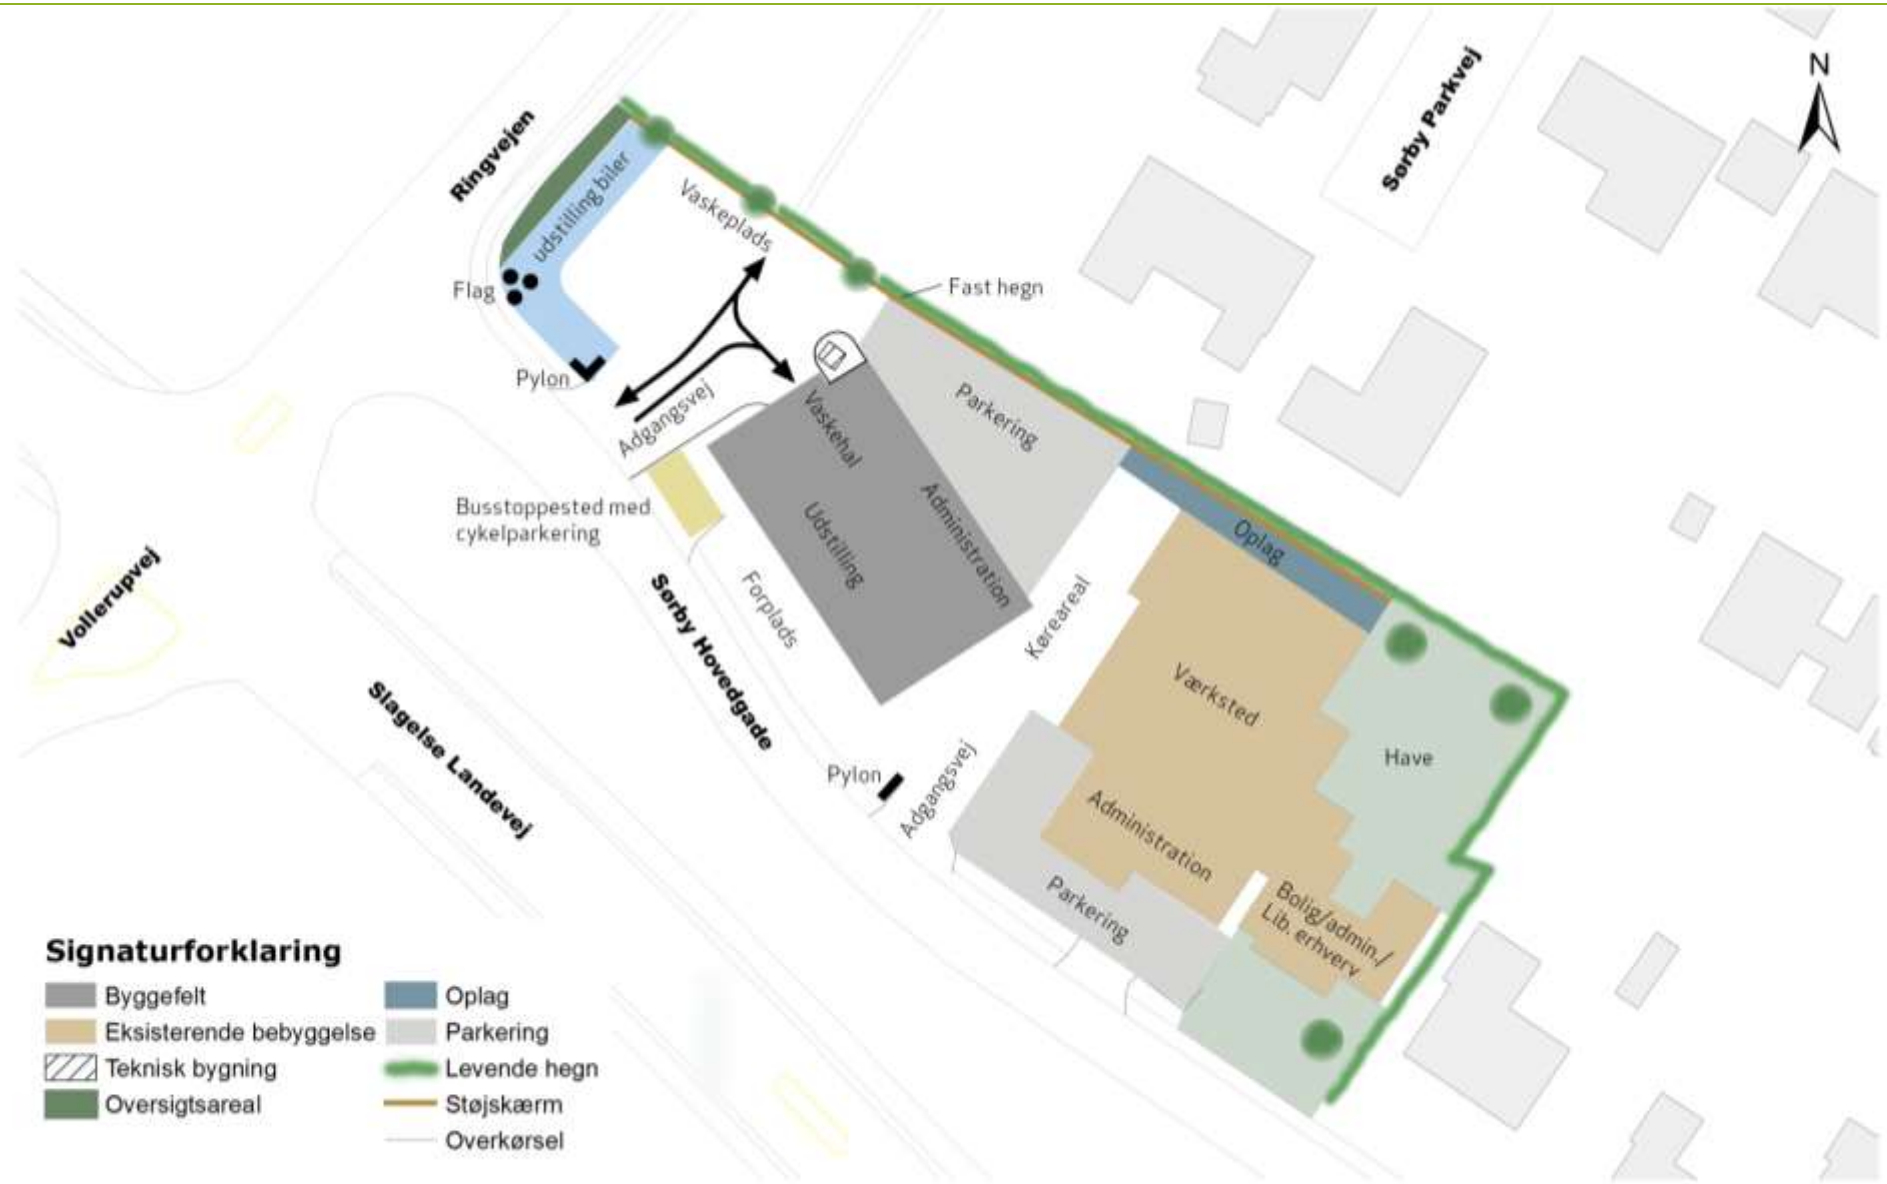 N
Sørby Parkvej
Ringvejen
udstilling biler
Vaskeplads
Flag
Fast hegn
Pylon
Adgangsvej
Parkering
Vaskehal
Administration
Udstilling
Busstoppested med
cykelparkering
Oplag
Vollerupvej
Forplads
Køreareal
Sørby Hovedgade
Værksted
Slagelse Landevej
Have
Pylon
Adgangsvej
Administration
Parkering
Bolig/admin./
Lib. erhverv
Signaturforklaring
Byggefelt
Eksisterende bebyggelse
Teknisk bygning
Oversigtsareal
Oplag
Parkering
Levende hegn
Støjskærm
Overkørsel